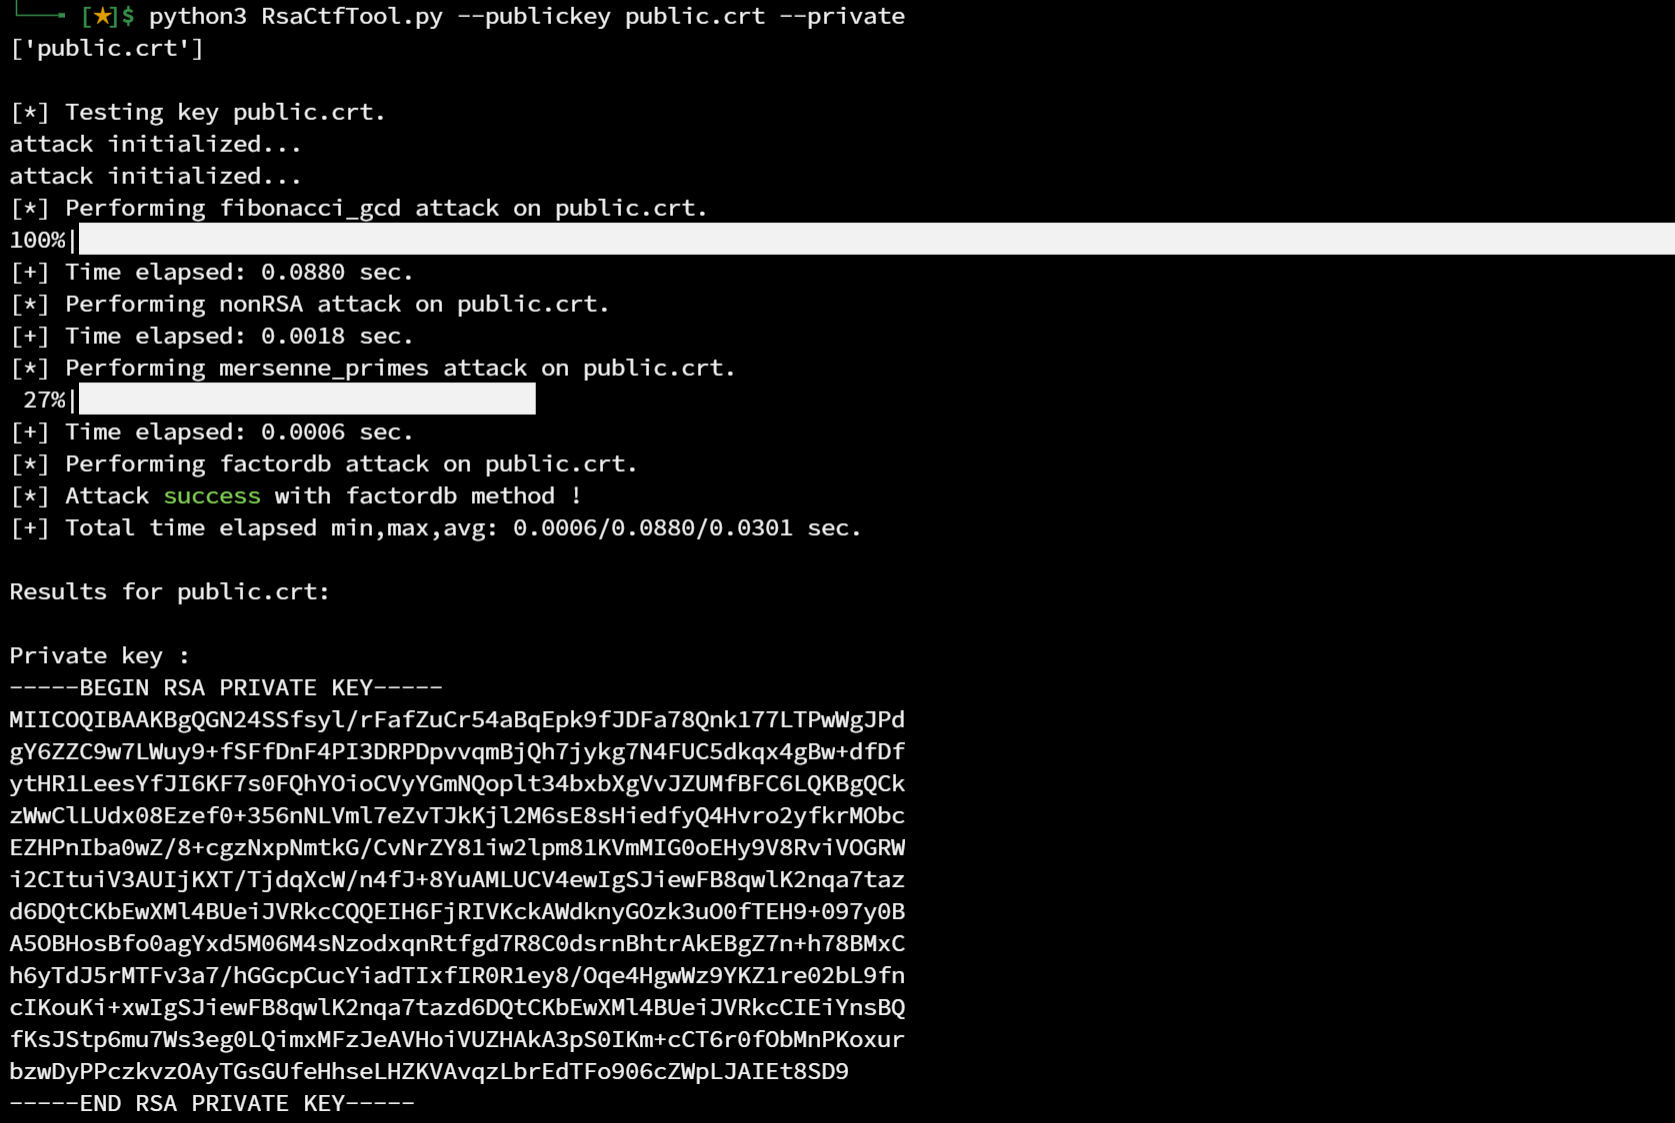 [★]$ python3 RsaCtfTool.py --publickey public.crt --private
['public.crt']
[*] Testing key public.crt.
attack initialized...
attack initialized...
[*] Performing fibonacci_gcd attack on public.crt.
100%|
[+] Time elapsed: 0.0880 sec.
[*] Performing nonRSA attack on public.crt.
[+] Time elapsed: 0.0018 sec.
[*] Performing mersenne_primes attack on public.crt.
27%|
[+] Time elapsed: 0.0006 sec.
[*] Performing factordb attack on public.crt.
[*] Attack success with factordb method !
[+] Total time elapsed min,max,avg: 0.0006/0.0880/0.0301 sec.
Results for public.crt:
Private key :
-----BEGIN RSA PRIVATE KEY-----
MIICOQIBAAKBgQGN24SSfsyl/rFafZuCr54aBqEpk9fJDFa78Qnk177LTPwWgJPd
gY6ZZC9w7LWuy9+fSFfDnF4PI3DRPDpvvqmBjQh7jykg7N4FUC5dkqx4gBw+dfDf
ytHR1LeesYfJI6KF7s0FQhYOioCVyYGmNQoplt34bxbXgVvJZUMfBFC6LQKBgQCk
zWwClLUdx08Ezef0+356nNLVml7eZvTJkKjl2M6sE8sHiedfyQ4Hvro2yfkrMObc
EZHPnIba0wZ/8+cgzNxpNmtkG/CvNrZY81iw2lpm81KVmMIG0oEHy9V8RviVOGRW
i2CItuiV3AUIjKXT/TjdqXcW/n4fJ+8YuAMLUCV4ewIgSJiewFB8qwlK2nqa7taz
d6DQtCKbEwXMl4BUeiJVRkcCQQEIH6FjRIVKckAWdknyGOzk3uO0fTEH9+097y0B
A5OBHosBfo0agYxd5M06M4sNzodxqnRtfgd7R8C0dsrnBhtrAkEBgZ7n+h78BMxC
h6yTdJ5rMTFv3a7/hGGcpCucYiadTIxfIR0R1ey8/Oqe4HgwWz9YKZ1re02bL9fn
cIKouKi+xwIgSJiewFB8qwlK2nqa7tazd6DQtCKbEwXMl4BUeiJVRkcCIEiYnsBQ
fKsJStp6mu7Ws3eg0LQimxMFzJeAVHoiVUZHAkA3pS0IKm+cCT6r0fObMnPKoxur
bzwDyPPczkvzOAyTGsGUfeHhseLHZKVAvqzLbrEdTFo906cZWpLJAIEt8SD9
-----END RSA PRIVATE KEY-----